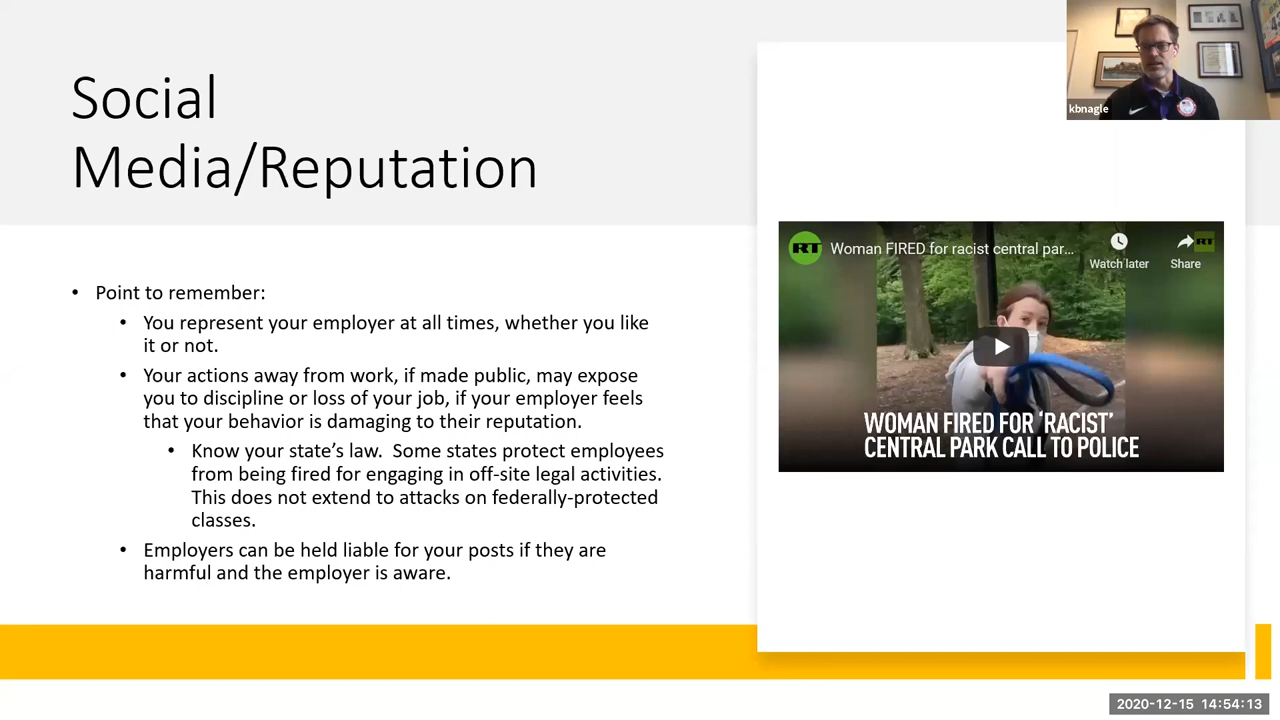 Social
Media/Reputation
• Point to remember:
• You represent your employer at all times, whether you like
it or not.
• Your actions away from work, if made public, may expose
you to discipline or loss of your job, if your employer feels
that your behavior is damaging to their reputation.
• Know your state's law.  Some states protect employees
from being fired for engaging in off-site legal activities.
This does not extend to attacks on federally-protected
classes.
• Employers can be held liable for your posts if they are
harmful and the employer is aware.
kbnagle
RT
Woman FIRED for racist central par...
Watch later
Share
RT
WOMAN FIRED FOR 'RACIST'
CENTRAL PARK CALL TO POLICE
2020-12-15 14:54:13